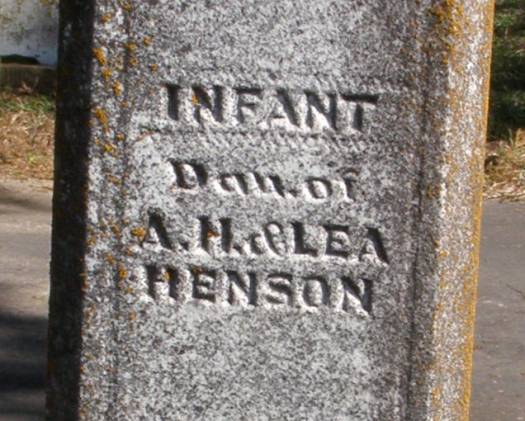 INFANT
Dau. of
A. H. & LEA
HENSON